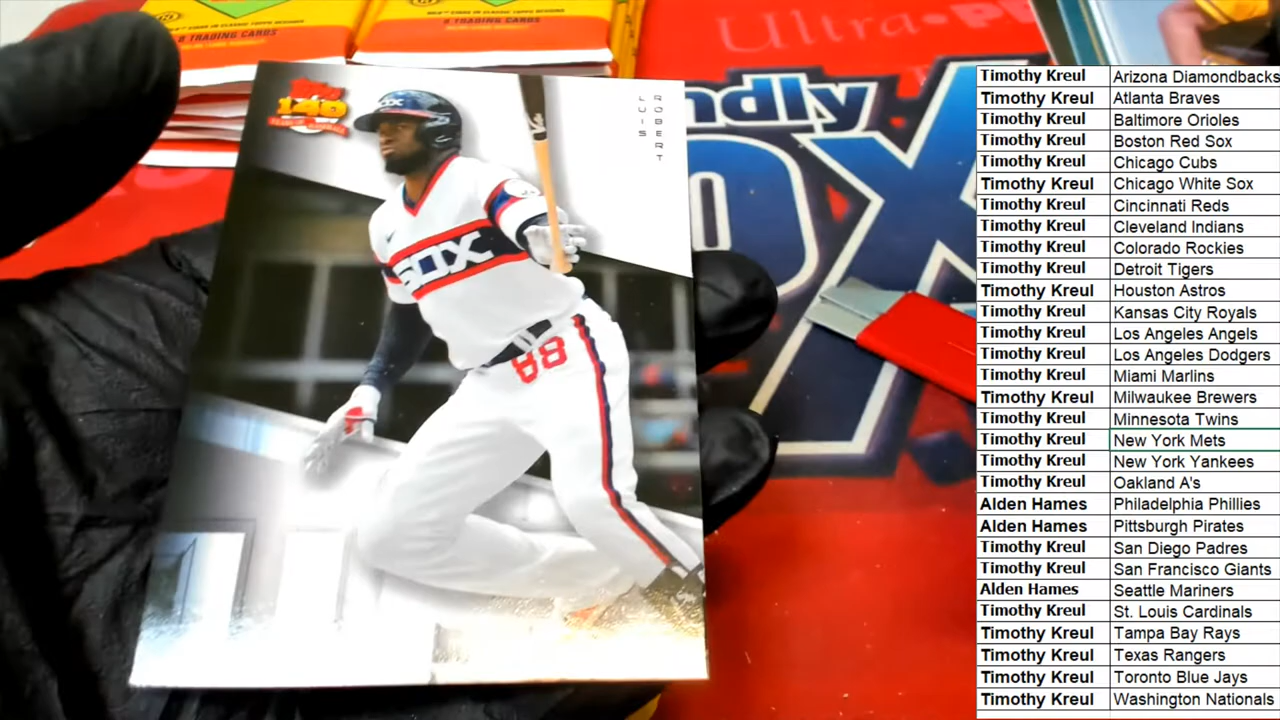 8 TRADING CARDS
8 TRADING CARDS
Ultra-
ndly
OX
140
LUIS
ROBERT
SOX
SOX
88
Timothy Kreul Arizona Diamondbacks
Timothy Kreul Atlanta Braves
Timothy Kreul Baltimore Orioles
Timothy Kreul Boston Red Sox
Timothy Kreul Chicago Cubs
Timothy Kreul Chicago White Sox
Timothy Kreul Cincinnati Reds
Timothy Kreul Cleveland Indians
Timothy Kreul Colorado Rockies
Timothy Kreul Detroit Tigers
Timothy Kreul Houston Astros
Timothy Kreul Kansas City Royals
Timothy Kreul Los Angeles Angels
Timothy Kreul Los Angeles Dodgers
Timothy Kreul Miami Marlins
Timothy Kreul Milwaukee Brewers
Timothy Kreul Minnesota Twins
Timothy Kreul New York Mets
Timothy Kreul New York Yankees
Timothy Kreul Oakland A's
Alden Hames Philadelphia Phillies
Alden Hames Pittsburgh Pirates
Timothy Kreul San Diego Padres
Timothy Kreul San Francisco Giants
Alden Hames Seattle Mariners
Timothy Kreul St. Louis Cardinals
Timothy Kreul Tampa Bay Rays
Timothy Kreul Texas Rangers
Timothy Kreul Toronto Blue Jays
Timothy Kreul Washington Nationals